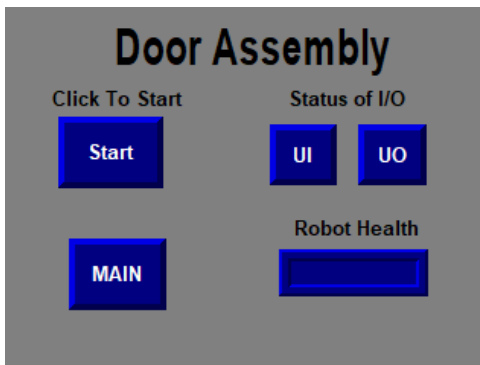 Door Assembly
Click To Start
Status of I/O
Start
UI
UO
Robot Health
MAIN